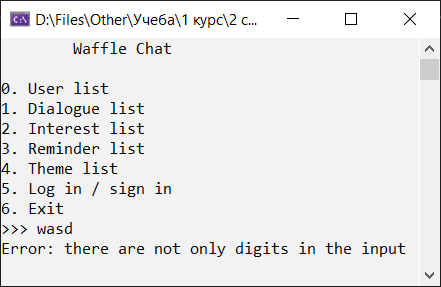 D:\Files\Other\Учеба\1 курс\2 с...
Waffle Chat
0. User list
1. Dialogue list
2. Interest list
3. Reminder list
4. Theme list
5. Log in / sign in
6. Exit
>>> wasd
Error: there are not only digits in the input